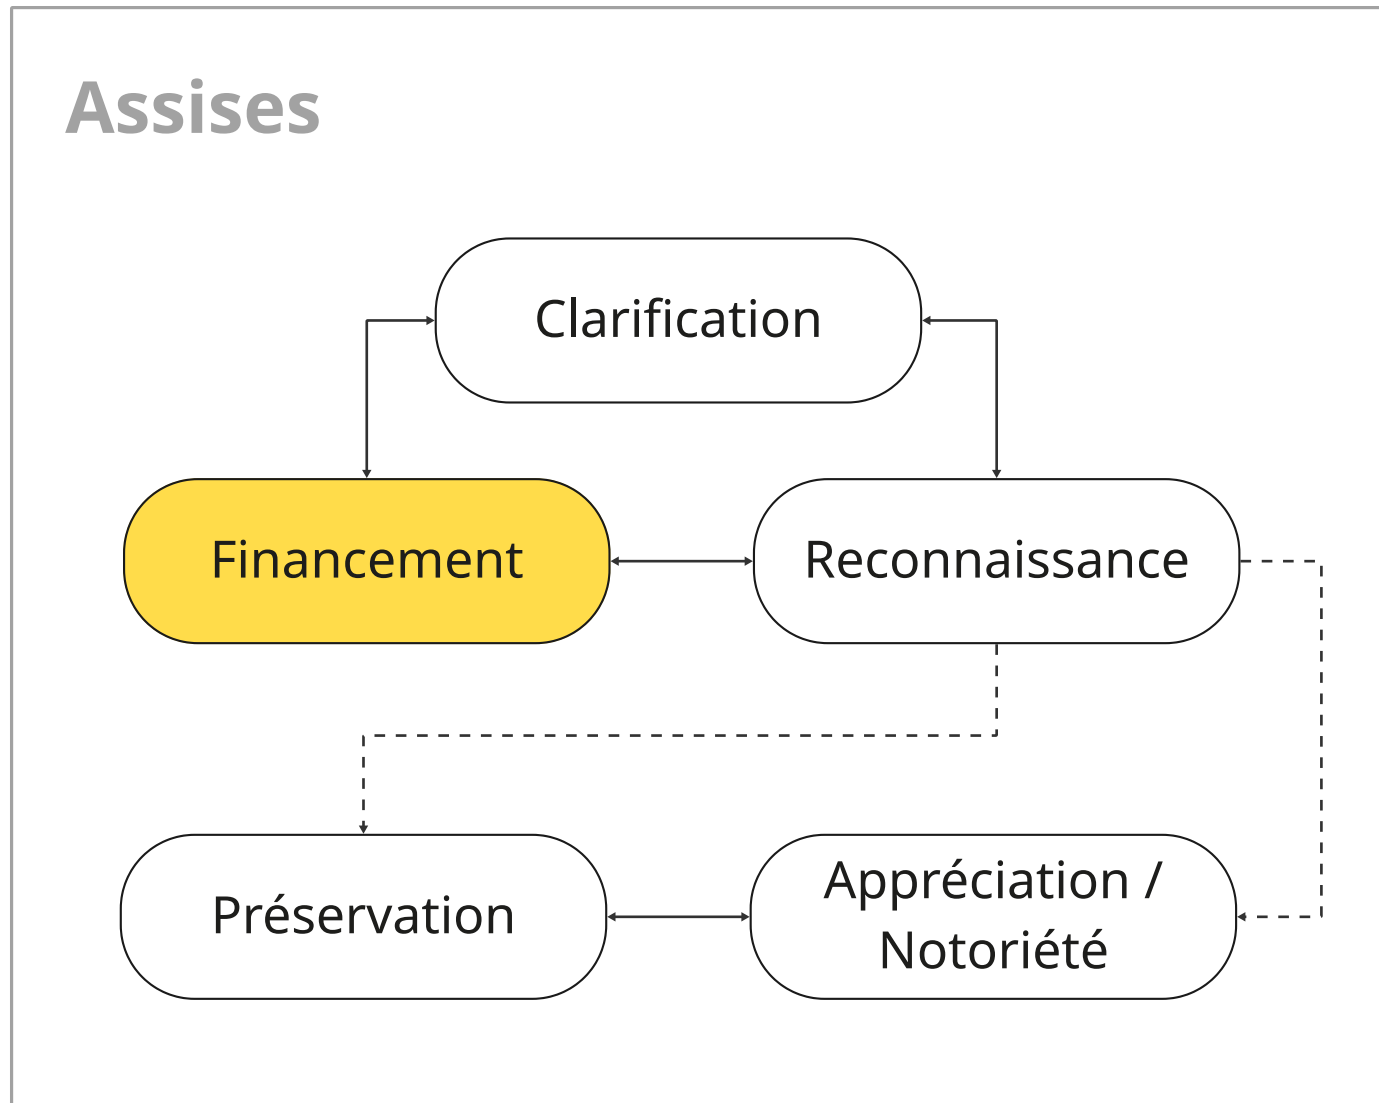 Assises
Clarification
Financement
Reconnaissance
Préservation
Appréciation /
Notoriété